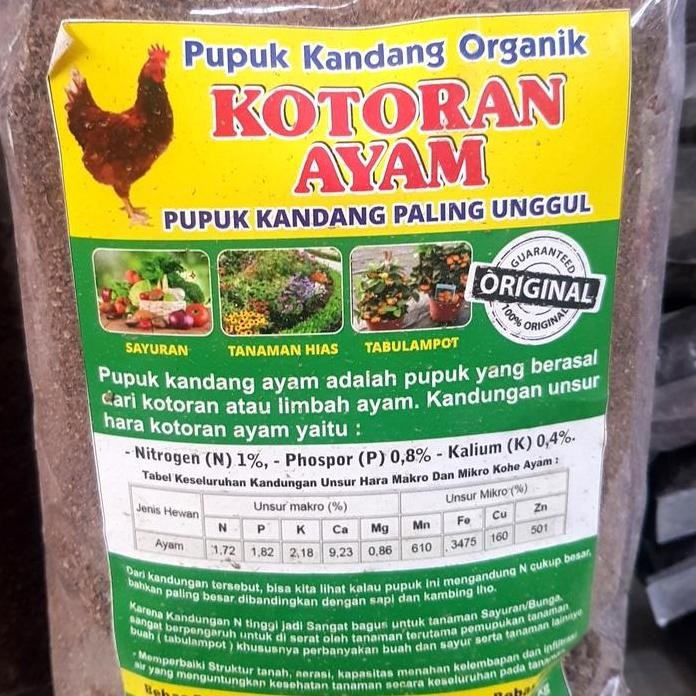 Pupuk Kandang Organik
KOTORAN
AYAM
PUPUK KANDANG PALING UNGGUL
GUARANTEED
ORIGINAL
100% ORIGINAL
SAYURAN TANAMAN HIAS TABULAMPOT
Pupuk kandang ayam adalah pupuk yang berasal
dari kotoran atau limbah ayam. Kandungan unsur
hara kotoran ayam yaitu :
- Nitrogen (N) 1%, - Phospor (P) 0,8% - Kalium (K) 0,4%.
Tabel Keseluruhan Kandungan Unsur Hara Makro Dan Mikro Kohe Ayam :
Jenis Hewan Unsur makro (%) Unsur Mikro (%)
N P K Ca Mg Mn Fe Cu Zn
Ayam 1,72 1,82 2,18 9,23 0,86 610 3475 160 501
Dari kandungan tersebut, bisa kita lihat kalau pupuk ini mengandung N cukup besar,
bahkan paling besar dibandingkan dengan sapi dan kambing lho.
Karena Kandungan N tinggi jadi Sangat bagus untuk tanaman Sayuran/Bunga,
sangat berpengaruh untuk di serat oleh tanaman terutama pemupukan tanaman
buah ( tabulampot ) khususnya perbanyakan buah dan sayur serta tanaman lainnya
- Memperbaiki Struktur tanah, aerasi, kapasitas menahan kelembapan dan infiltrasi
air yang menguntungkan kesehatan tanaman secara keseluruhan pada tanaman